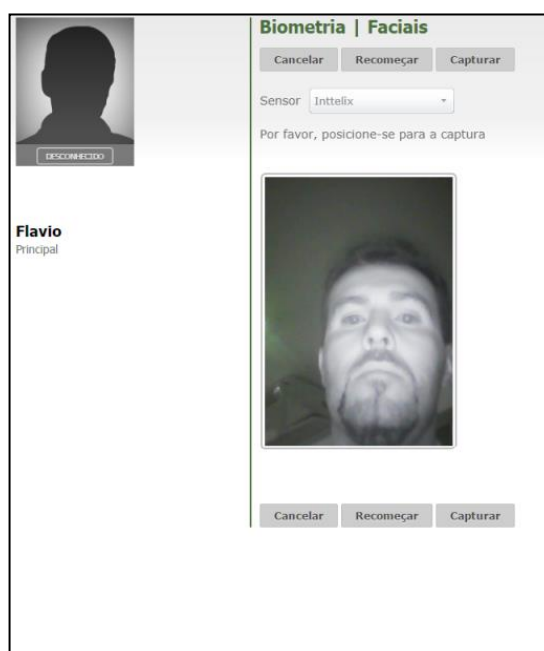 DESCONHECIDO
Flavio
Principal
Biometria | Faciais
Cancelar Recomeçar Capturar
Sensor Inttelix
Por favor, posicione-se para a captura
Cancelar Recomeçar Capturar